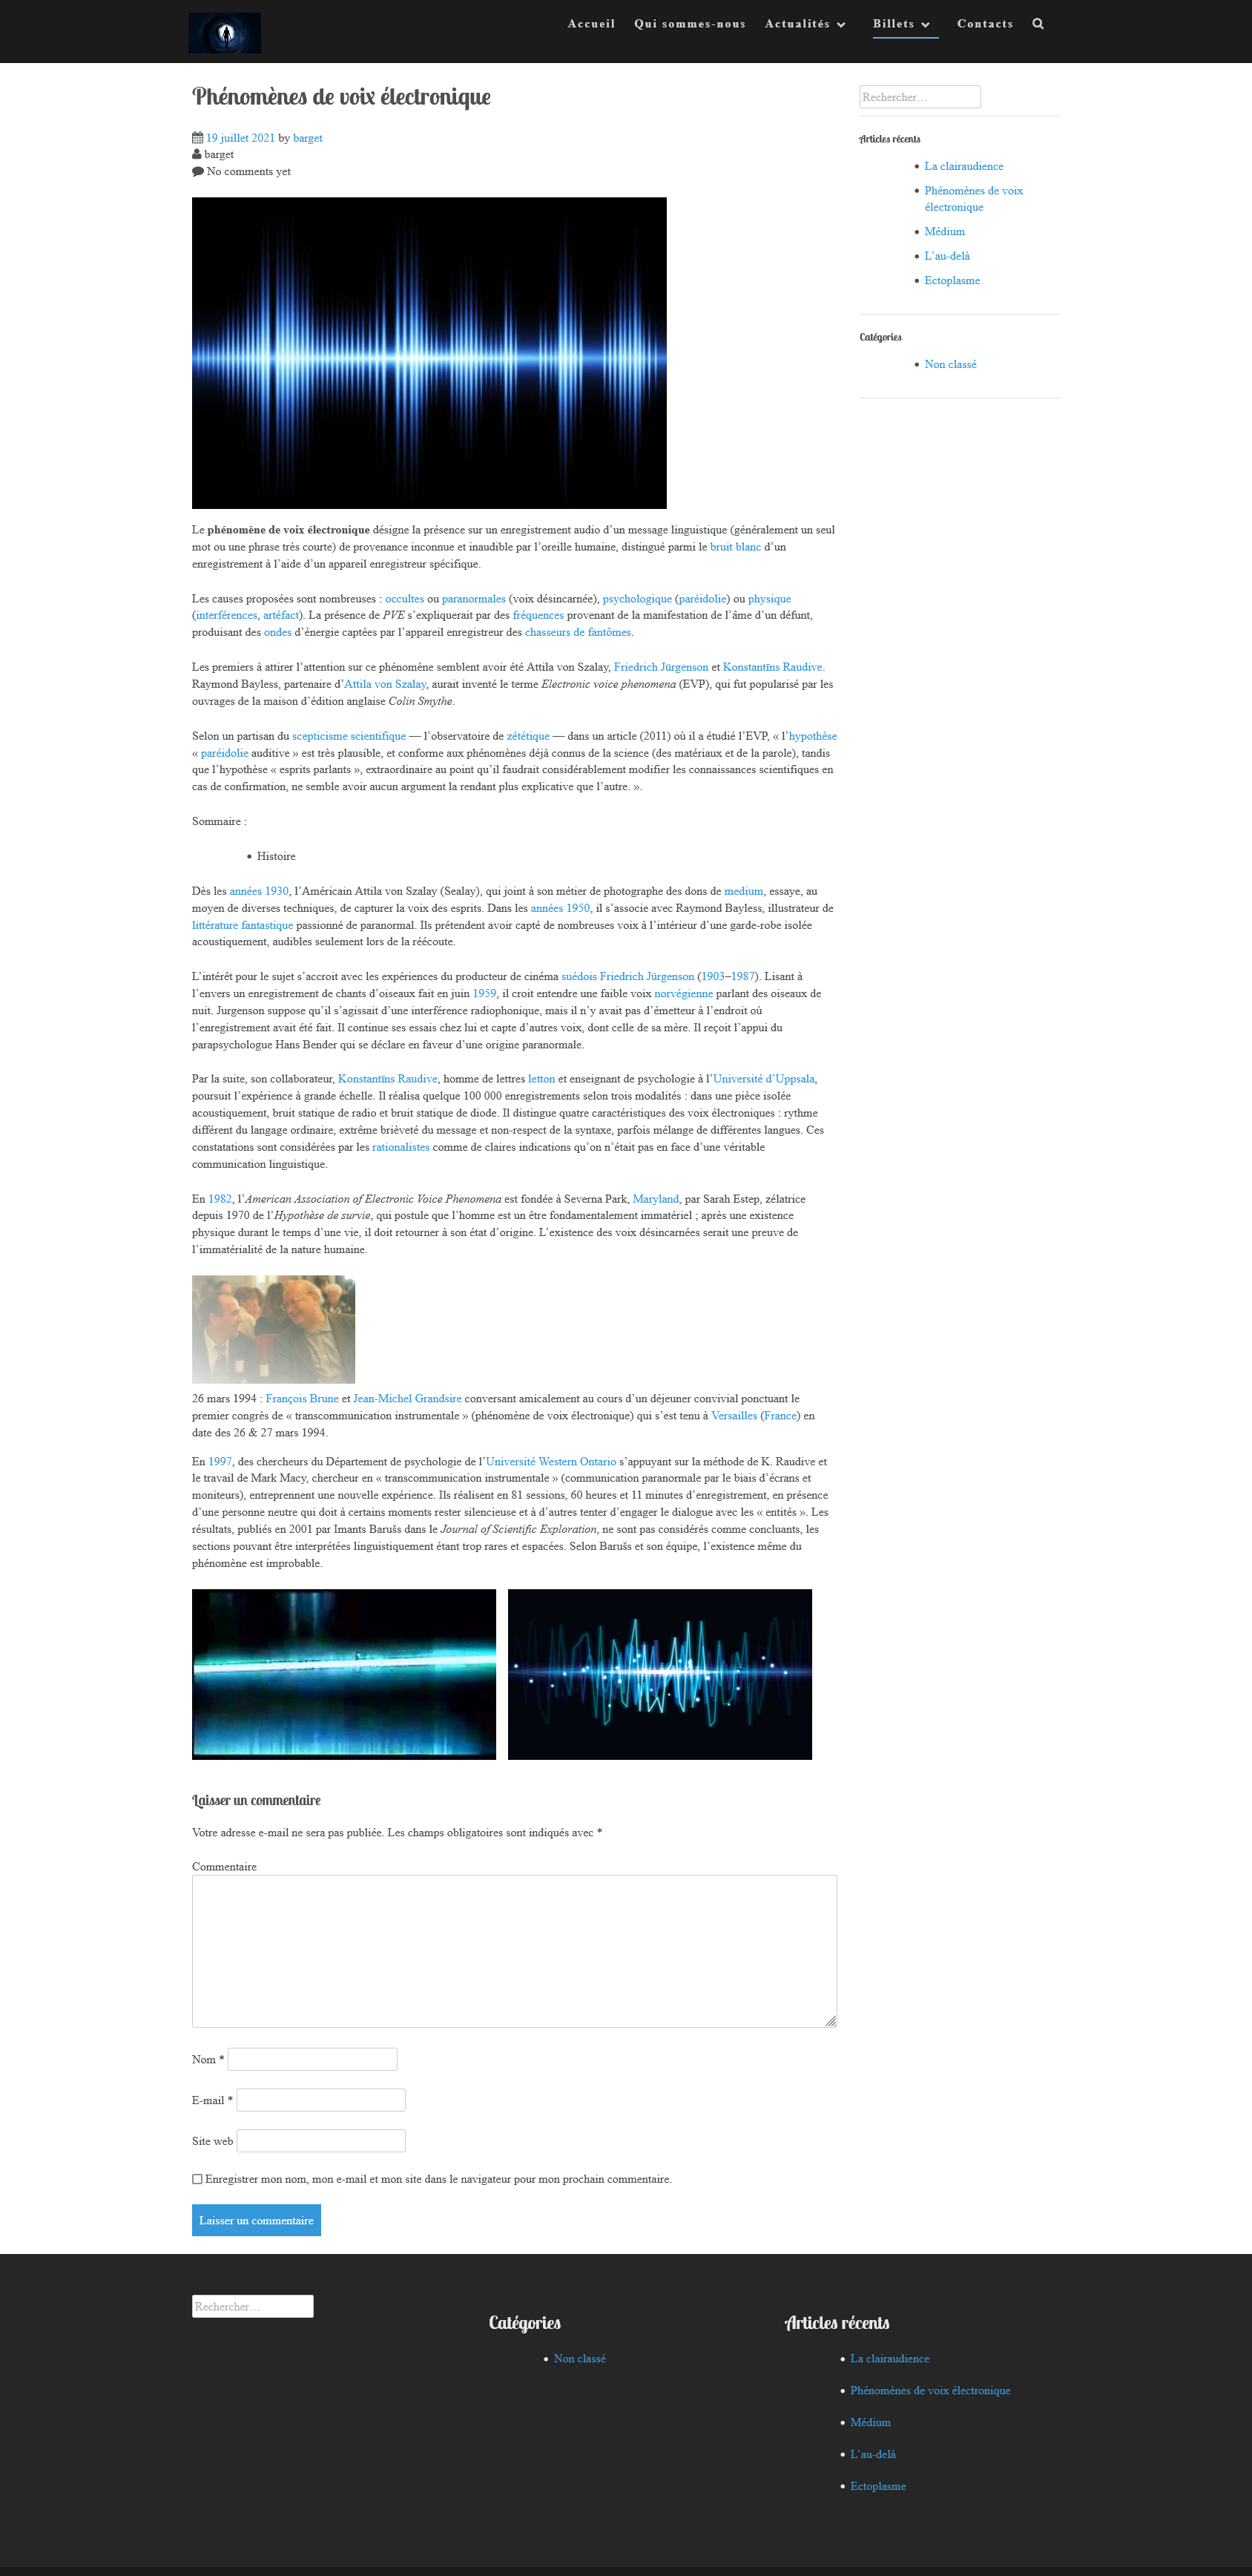 Accueil Qui sommes-nous Actualités Billets Contacts
Phénomènes de voix électronique
19 juillet 2021 by barget
barget
No comments yet
Le phénomène de voix électronique désigne la présence sur un enregistrement audio d’un message linguistique (généralement un seul
mot ou une phrase très courte) de provenance inconnue et inaudible par l’oreille humaine, distingué parmi le bruit blanc d’un
enregistrement à l’aide d’un appareil enregistreur spécifique.
Les causes proposées sont nombreuses : occultes ou paranormales (voix désincarnée), psychologique (paréidolie) ou physique
(interférences, artéfact). La présence de PVE s’expliquerait par des fréquences provenant de la manifestation de l’âme d’un défunt,
produisant des ondes d’énergie captées par l’appareil enregistreur des chasseurs de fantômes.
Les premiers à attirer l’attention sur ce phénomène semblent avoir été Attila von Szalay, Friedrich Jürgenson et Konstantīns Raudive.
Raymond Bayless, partenaire d’Attila von Szalay, aurait inventé le terme Electronic voice phenomena (EVP), qui fut popularisé par les
ouvrages de la maison d’édition anglaise Colin Smythe.
Selon un partisan du scepticisme scientifique — l’observatoire de zététique — dans un article (2011) où il a étudié l’EVP, « l’hypothèse
« paréidolie auditive » est très plausible, et conforme aux phénomènes déjà connus de la science (des matériaux et de la parole), tandis
que l’hypothèse « esprits parlants », extraordinaire au point qu’il faudrait considérablement modifier les connaissances scientifiques en
cas de confirmation, ne semble avoir aucun argument la rendant plus explicative que l’autre. ».
Sommaire :
• Histoire
Dès les années 1930, l’Américain Attila von Szalay (Sealay), qui joint à son métier de photographe des dons de medium, essaye, au
moyen de diverses techniques, de capturer la voix des esprits. Dans les années 1950, il s’associe avec Raymond Bayless, illustrateur de
littérature fantastique passionné de paranormal. Ils prétendent avoir capté de nombreuses voix à l’intérieur d’une garde-robe isolée
acoustiquement, audibles seulement lors de la réécoute.
L’intérêt pour le sujet s’accroît avec les expériences du producteur de cinéma suédois Friedrich Jürgenson (1903–1987). Lisant à
l’envers un enregistrement de chants d’oiseaux fait en juin 1959, il croit entendre une faible voix norvégienne parlant des oiseaux de
nuit. Jurgenson suppose qu’il s’agissait d’une interférence radiophonique, mais il n’y avait pas d’émetteur à l’endroit où
l’enregistrement avait été fait. Il continue ses essais chez lui et capte d’autres voix, dont celle de sa mère. Il reçoit l’appui du
parapsychologue Hans Bender qui se déclare en faveur d’une origine paranormale.
Par la suite, son collaborateur, Konstantīns Raudive, homme de lettres letton et enseignant de psychologie à l’Université d’Uppsala,
poursuit l’expérience à grande échelle. Il réalisa quelque 100 000 enregistrements selon trois modalités : dans une pièce isolée
acoustiquement, bruit statique de radio et bruit statique de diode. Il distingue quatre caractéristiques des voix électroniques : rythme
différent du langage ordinaire, extrême brièveté du message et non-respect de la syntaxe, parfois mélange de différentes langues. Ces
constatations sont considérées par les rationalistes comme de claires indications qu’on n‘était pas en face d’une véritable
communication linguistique.
En 1982, l’American Association of Electronic Voice Phenomena est fondée à Severna Park, Maryland, par Sarah Estep, zélatrice
depuis 1970 de l’Hypothèse de survie, qui postule que l’homme est un être fondamentalement immatériel ; après une existence
physique durant le temps d’une vie, il doit retourner à son état d’origine. L’existence des voix désincarnées serait une preuve de
l’immatérialité de la nature humaine.
26 mars 1994 : François Brune et Jean-Michel Grandsire conversant amicalement au cours d’un déjeuner convivial ponctuant le
premier congrès de « transcommunication instrumentale » (phénomène de voix électronique) qui s’est tenu à Versailles (France) en
date des 26 & 27 mars 1994.
En 1997, des chercheurs du Département de psychologie de l’Université Western Ontario s’appuyant sur la méthode de K. Raudive et
le travail de Mark Macy, chercheur en « transcommunication instrumentale » (communication paranormale par le biais d’écrans et
moniteurs), entreprennent une nouvelle expérience. Ils réalisent en 81 sessions, 60 heures et 11 minutes d’enregistrement, en présence
d’une personne neutre qui doit à certains moments rester silencieuse et à d’autres tenter d’engager le dialogue avec les « entités ». Les
résultats, publiés en 2001 par Imants Barušs dans le Journal of Scientific Exploration, ne sont pas considérés comme concluants, les
sections pouvant être interprétées linguistiquement étant trop rares et espacées. Selon Barušs et son équipe, l’existence même du
phénomène est improbable.
Laisser un commentaire
Votre adresse e-mail ne sera pas publiée. Les champs obligatoires sont indiqués avec *
Commentaire
Nom *
E-mail *
Site web
Enregistrer mon nom, mon e-mail et mon site dans le navigateur pour mon prochain commentaire.
Laisser un commentaire
Rechercher…
Articles récents
• La clairaudience
• Phénomènes de voix
électronique
• Médium
• L’au-delà
• Ectoplasme
Catégories
• Non classé
Rechercher…
Catégories
• Non classé
Articles récents
• La clairaudience
• Phénomènes de voix électronique
• Médium
• L’au-delà
• Ectoplasme